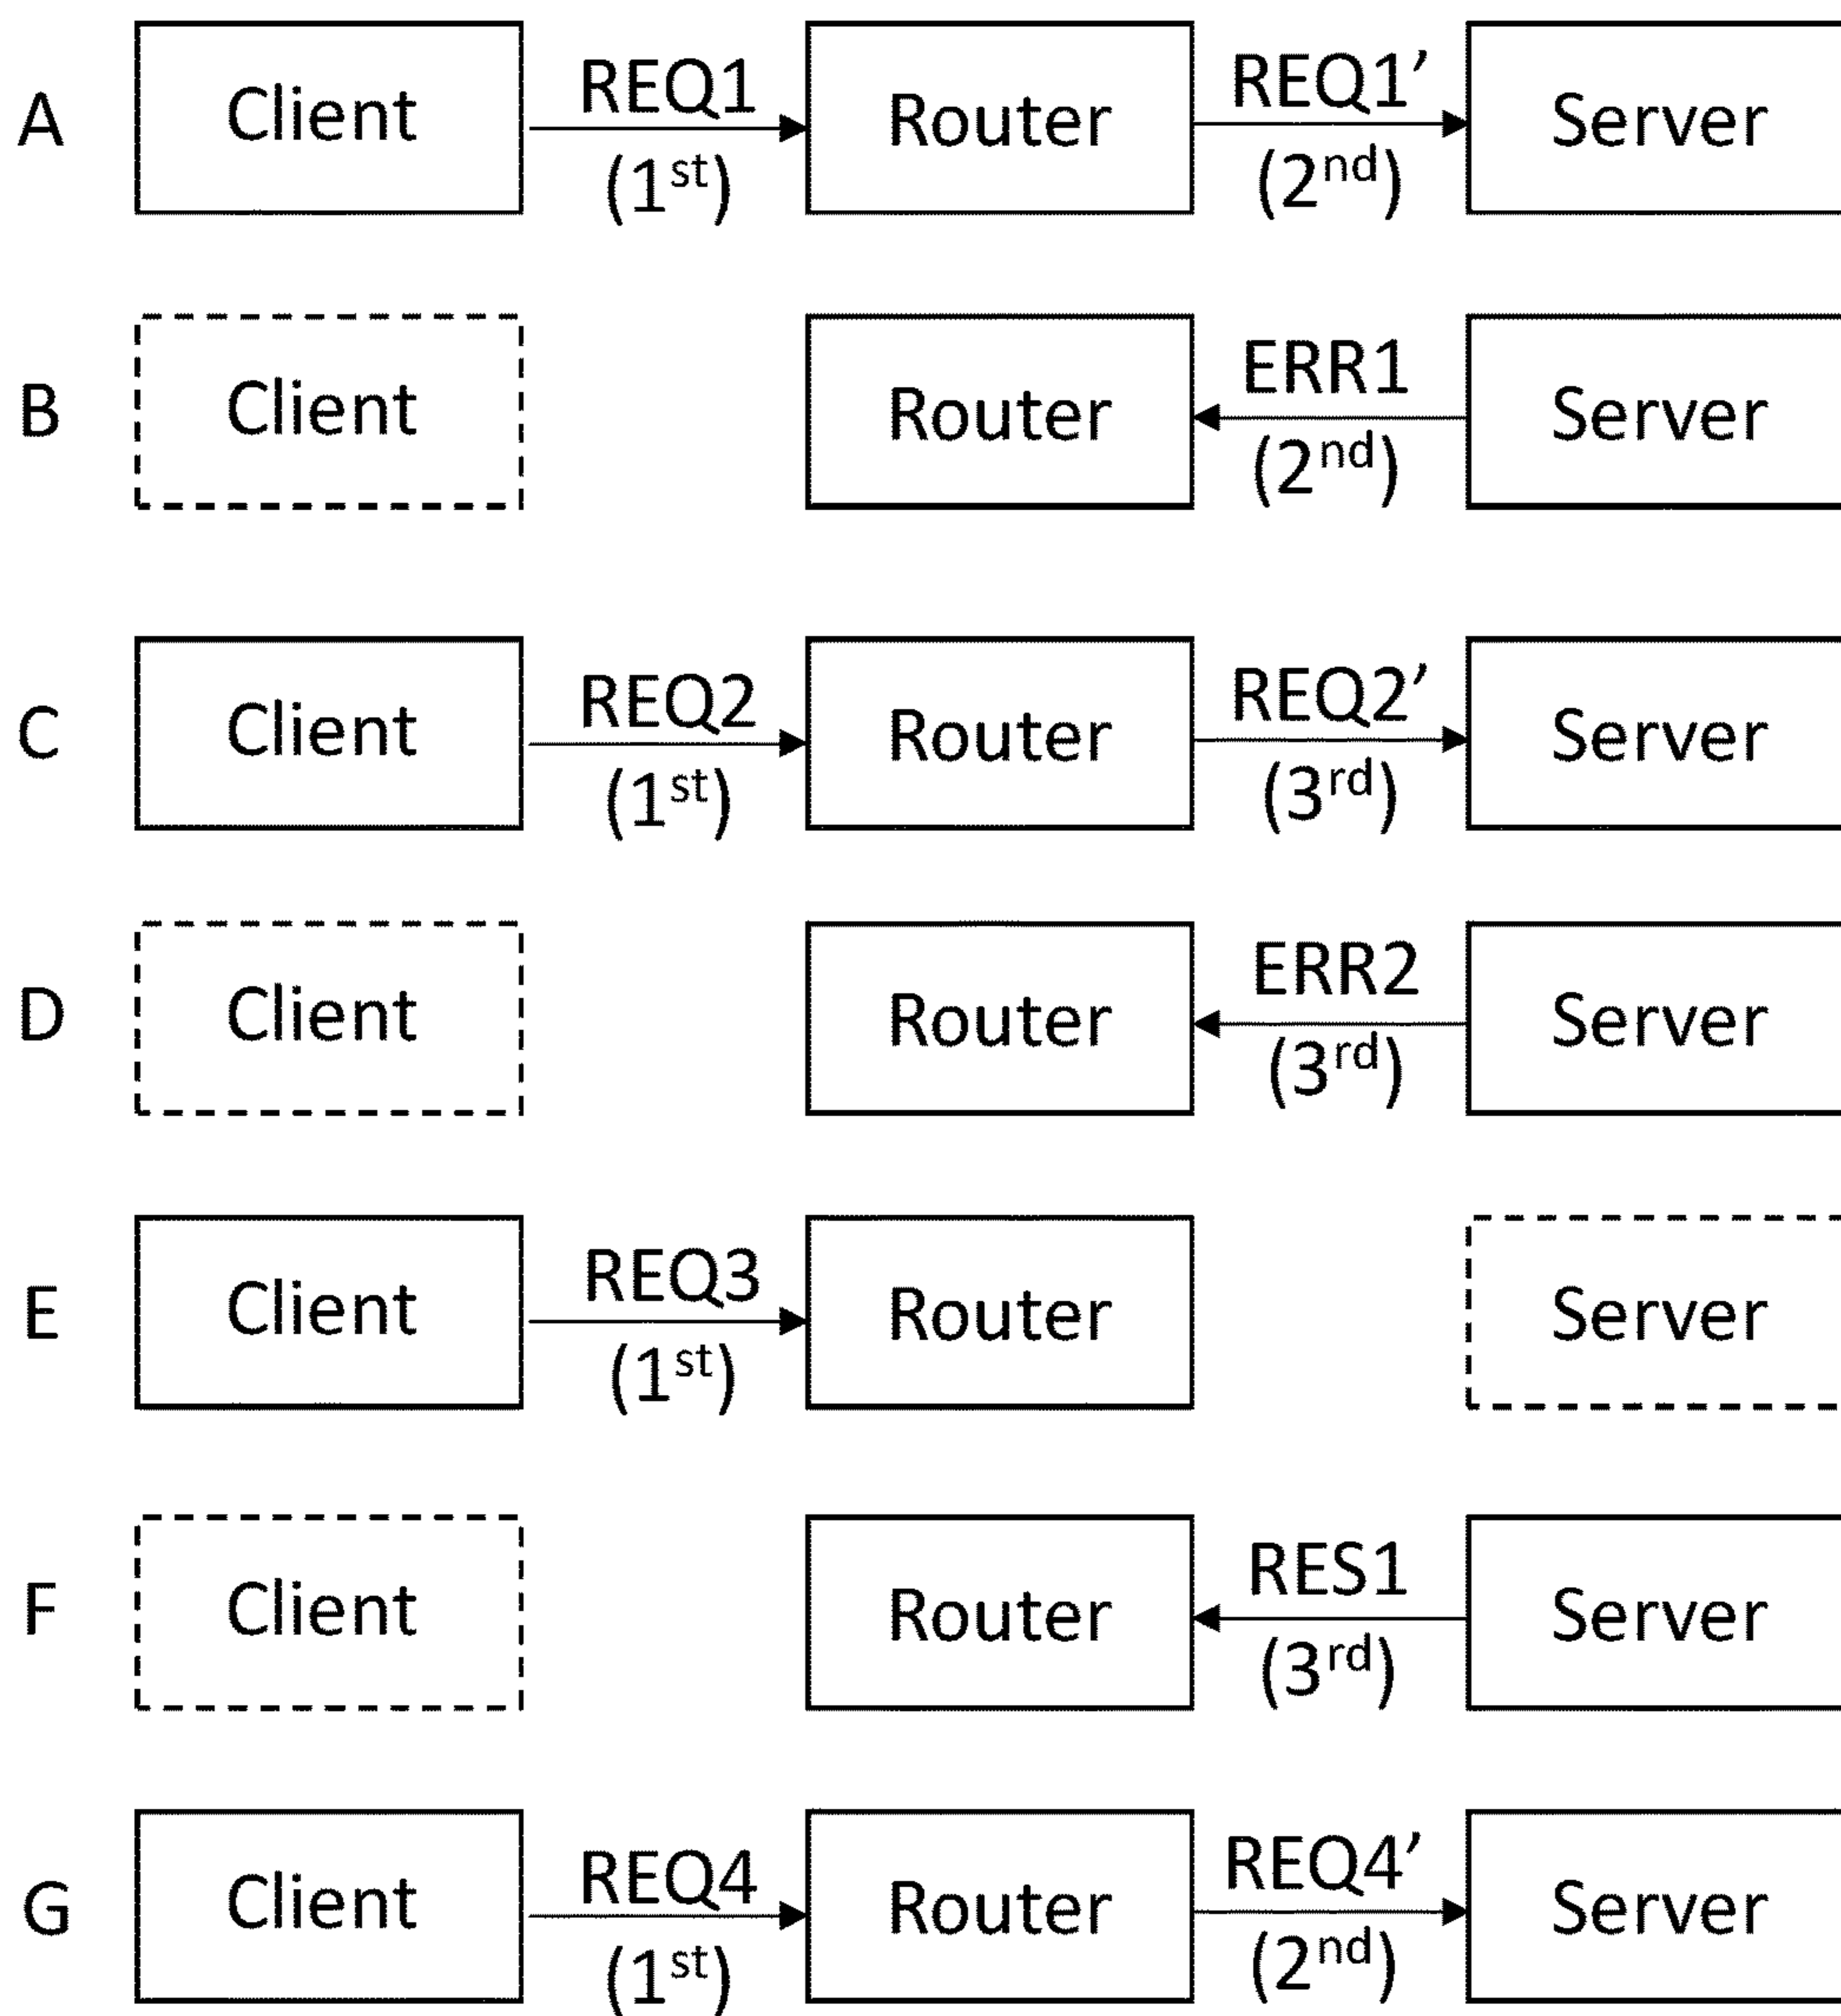 A Client REQ1 Router REQ1’ Server
(1st) (2nd)
B Client Router ERR1 Server
(2nd)
C Client REQ2 Router REQ2’ Server
(1st) (3rd)
D Client Router ERR2 Server
(3rd)
E Client REQ3 Router Server
(1st)
F Client Router RES1 Server
(3rd)
G Client REQ4 Router REQ4’ Server
(1st) (2nd)